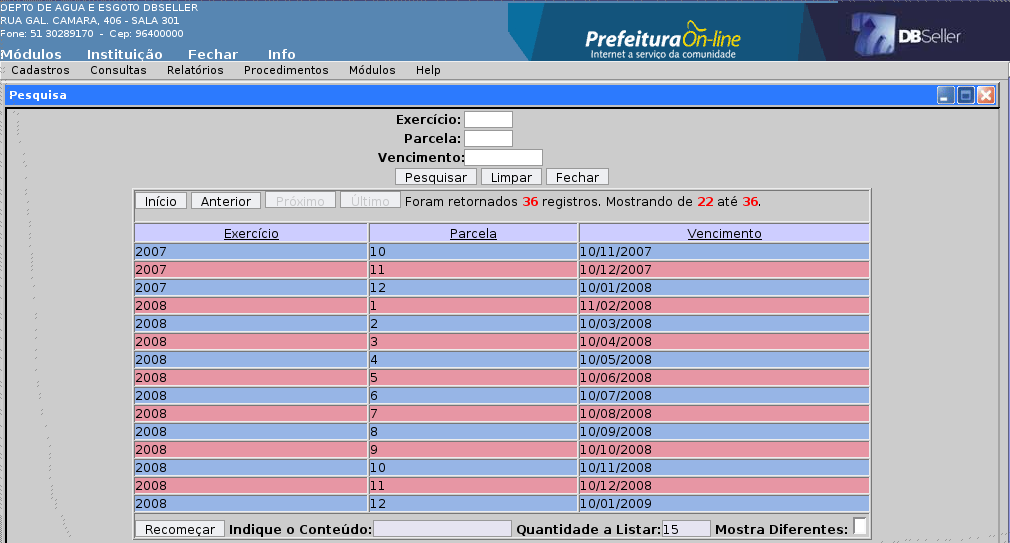 DEPTO DE AGUA E ESGOTO DBSELLER
RUA GAL. CAMARA, 406 - SALA 301
Fone: 51 30289170 - Cep: 96400000
Prefeitura On-line
Internet a serviço da comunidade
DBSeller
Módulos Instituição Fechar Info
Cadastros Consultas Relatórios Procedimentos Módulos Help
Pesquisa
Exercício:
Parcela:
Vencimento:
Pesquisar Limpar Fechar
Início Anterior Próximo Último Foram retornados 36 registros. Mostrando de 22 até 36.
Exercício Parcela Vencimento
2007 10 10/11/2007
2007 11 10/12/2007
2007 12 10/01/2008
2008 1 11/02/2008
2008 2 10/03/2008
2008 3 10/04/2008
2008 4 10/05/2008
2008 5 10/06/2008
2008 6 10/07/2008
2008 7 10/08/2008
2008 8 10/09/2008
2008 9 10/10/2008
2008 10 10/11/2008
2008 11 10/12/2008
2008 12 10/01/2009
Recomeçar Indique o Conteúdo: Quantidade a Listar: 15 Mostra Diferentes: